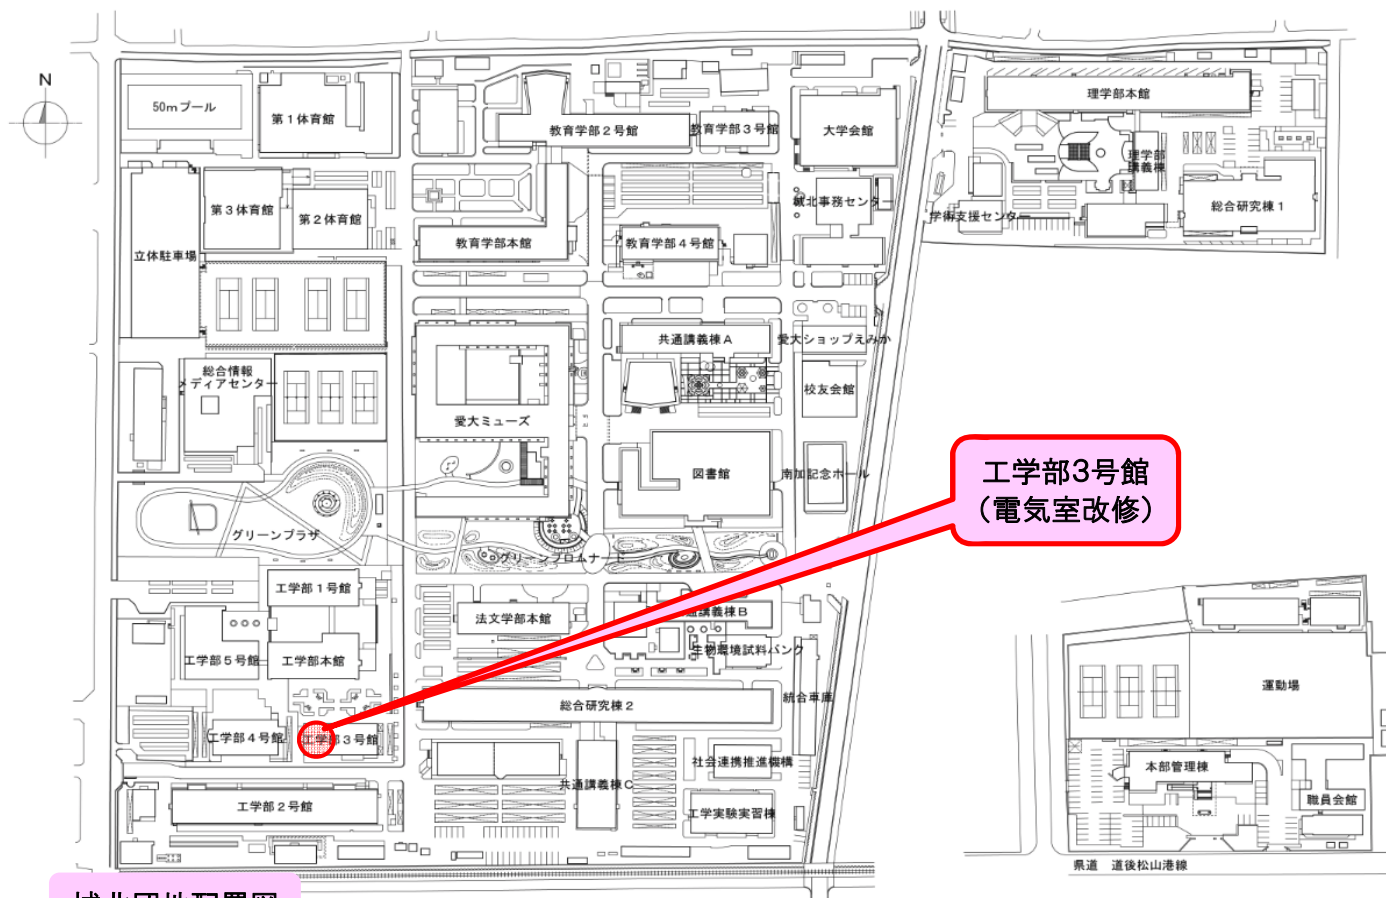 N
50mプール
第1体育館
教育学部2号館
教育学部3号館
大学会館
理学部本館
理学部
講義棟
第3体育館
第2体育館
城北事務センター
学術支援センター
総合研究棟1
立体駐車場
教育学部本館
教育学部4号館
共通講義棟A
愛大ショップえみか
総合情報
メディアセンター
校友会館
愛大ミューズ
図書館
南加記念ホール
工学部3号館
（電気室改修）
グリーンプラザ
グリーンプロムナード
工学部1号館
法文学部本館
通講義棟B
生物環境試料バンク
工学部5号館
工学部本館
運動場
総合研究棟2
統合車庫
工学部4号館
工学部3号館
社会連携推進機構
本部管理棟
共通講義棟C
職員会館
工学部2号館
工学実験実習棟
県道 道後松山港線
城北団地配置図